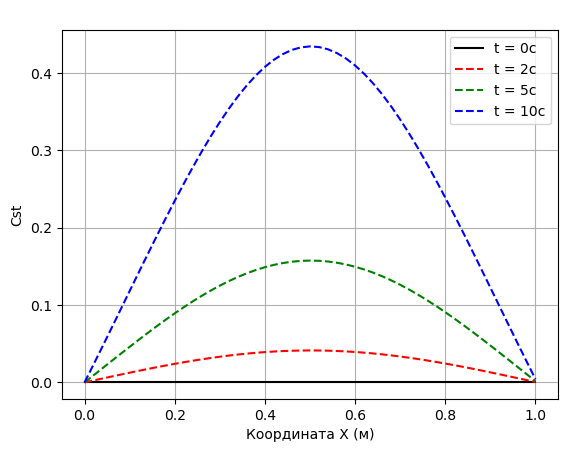 t = 0c
t = 2c
t = 5c
t = 10c
Cst
0.4
0.3
0.2
0.1
0.0
0.0 0.2 0.4 0.6 0.8 1.0
Координата X (м)